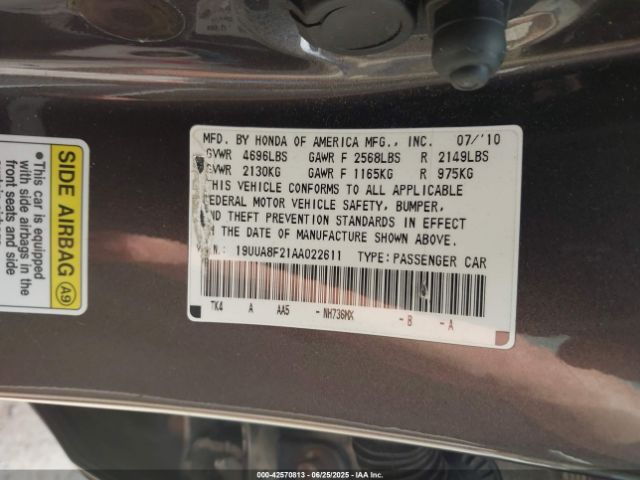 MFD. BY HONDA OF AMERICA MFG., INC. 07/'10
GVWR 4696LBS GAWR F 2568LBS R 2149LBS
GVWR 2130KG GAWR F 1165KG R 975KG
THIS VEHICLE CONFORMS TO ALL APPLICABLE
FEDERAL MOTOR VEHICLE SAFETY, BUMPER,
AND THEFT PREVENTION STANDARDS IN EFFECT
ON THE DATE OF MANUFACTURE SHOWN ABOVE.
.N.: 19UUA8F21AA022611 TYPE: PASSENGER CAR
TK4 A AA5 - NH736MX - B - A
SIDE AIRBAG A9
•This car is equipped
with side airbags in the
front seats and side
000-42570813 - 06/25/2025 - IAA Inc.